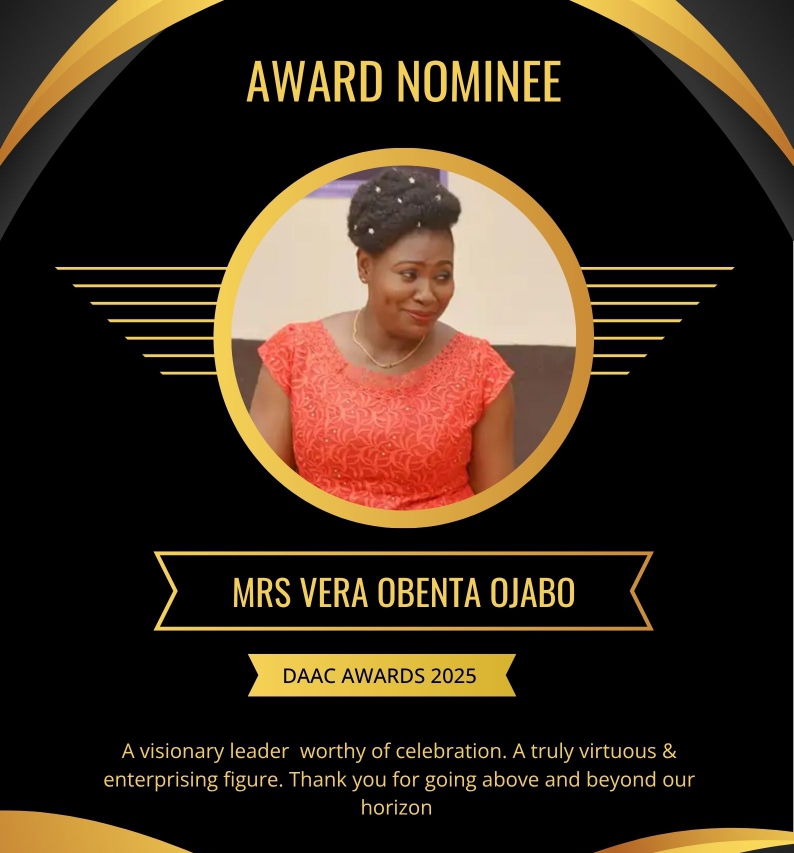 AWARD NOMINEE
MRS VERA OBENTA OJABO
DAAC AWARDS 2025
A visionary leader  worthy of celebration. A truly virtuous &
enterprising figure. Thank you for going above and beyond our
horizon